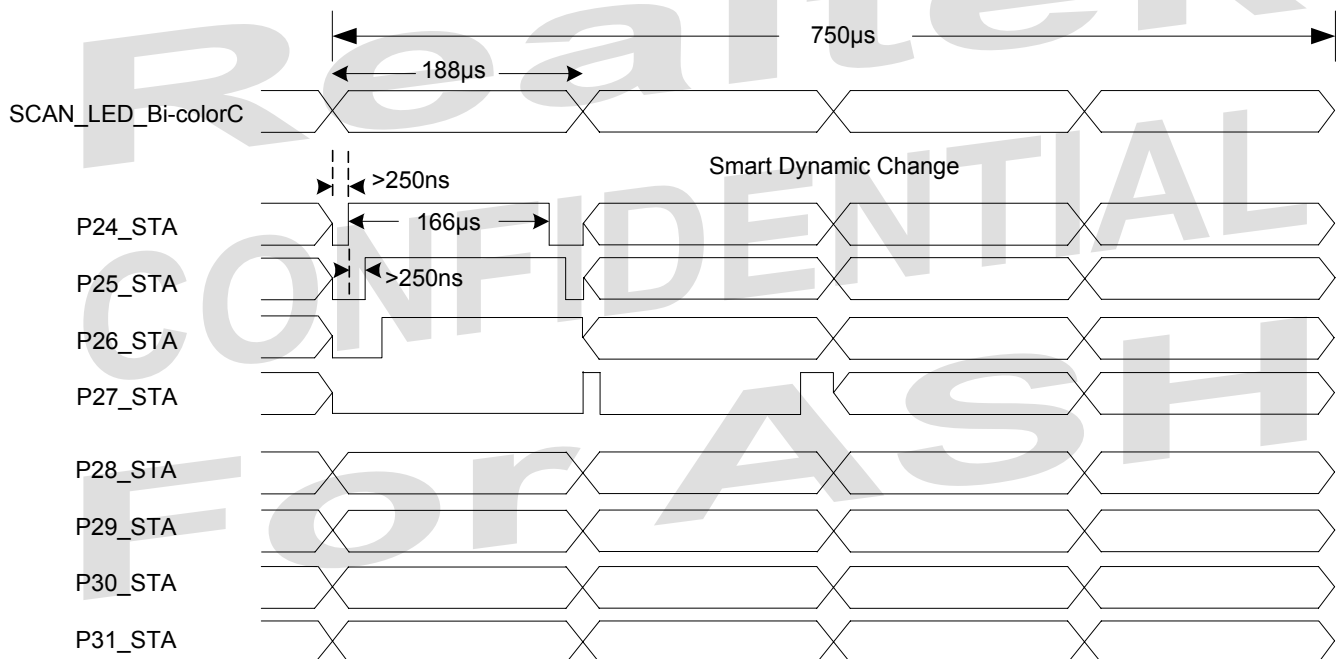 750µs
188µs
SCAN_LED_Bi-colorC
Smart Dynamic Change
>250ns
P24_STA
166µs
P25_STA
>250ns
P26_STA
P27_STA
P28_STA
P29_STA
P30_STA
P31_STA
Realtek
CONFIDENTIAL
For ASH